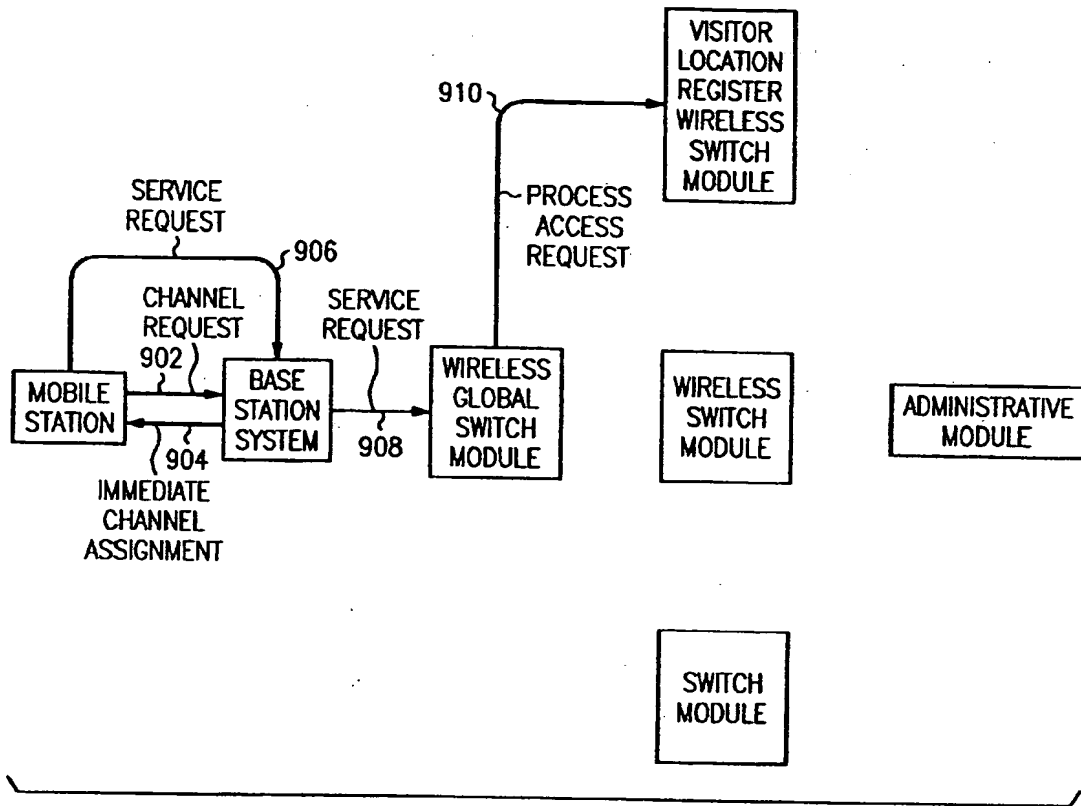 VISITOR
LOCATION
REGISTER
WIRELESS
SWITCH
MODULE
910
PROCESS
ACCESS
REQUEST
SERVICE
REQUEST
906
CHANNEL
REQUEST
902
SERVICE
REQUEST
MOBILE
STATION
BASE
STATION
SYSTEM
904
908
WIRELESS
GLOBAL
SWITCH
MODULE
WIRELESS
SWITCH
MODULE
ADMINISTRATIVE
MODULE
IMMEDIATE
CHANNEL
ASSIGNMENT
SWITCH
MODULE